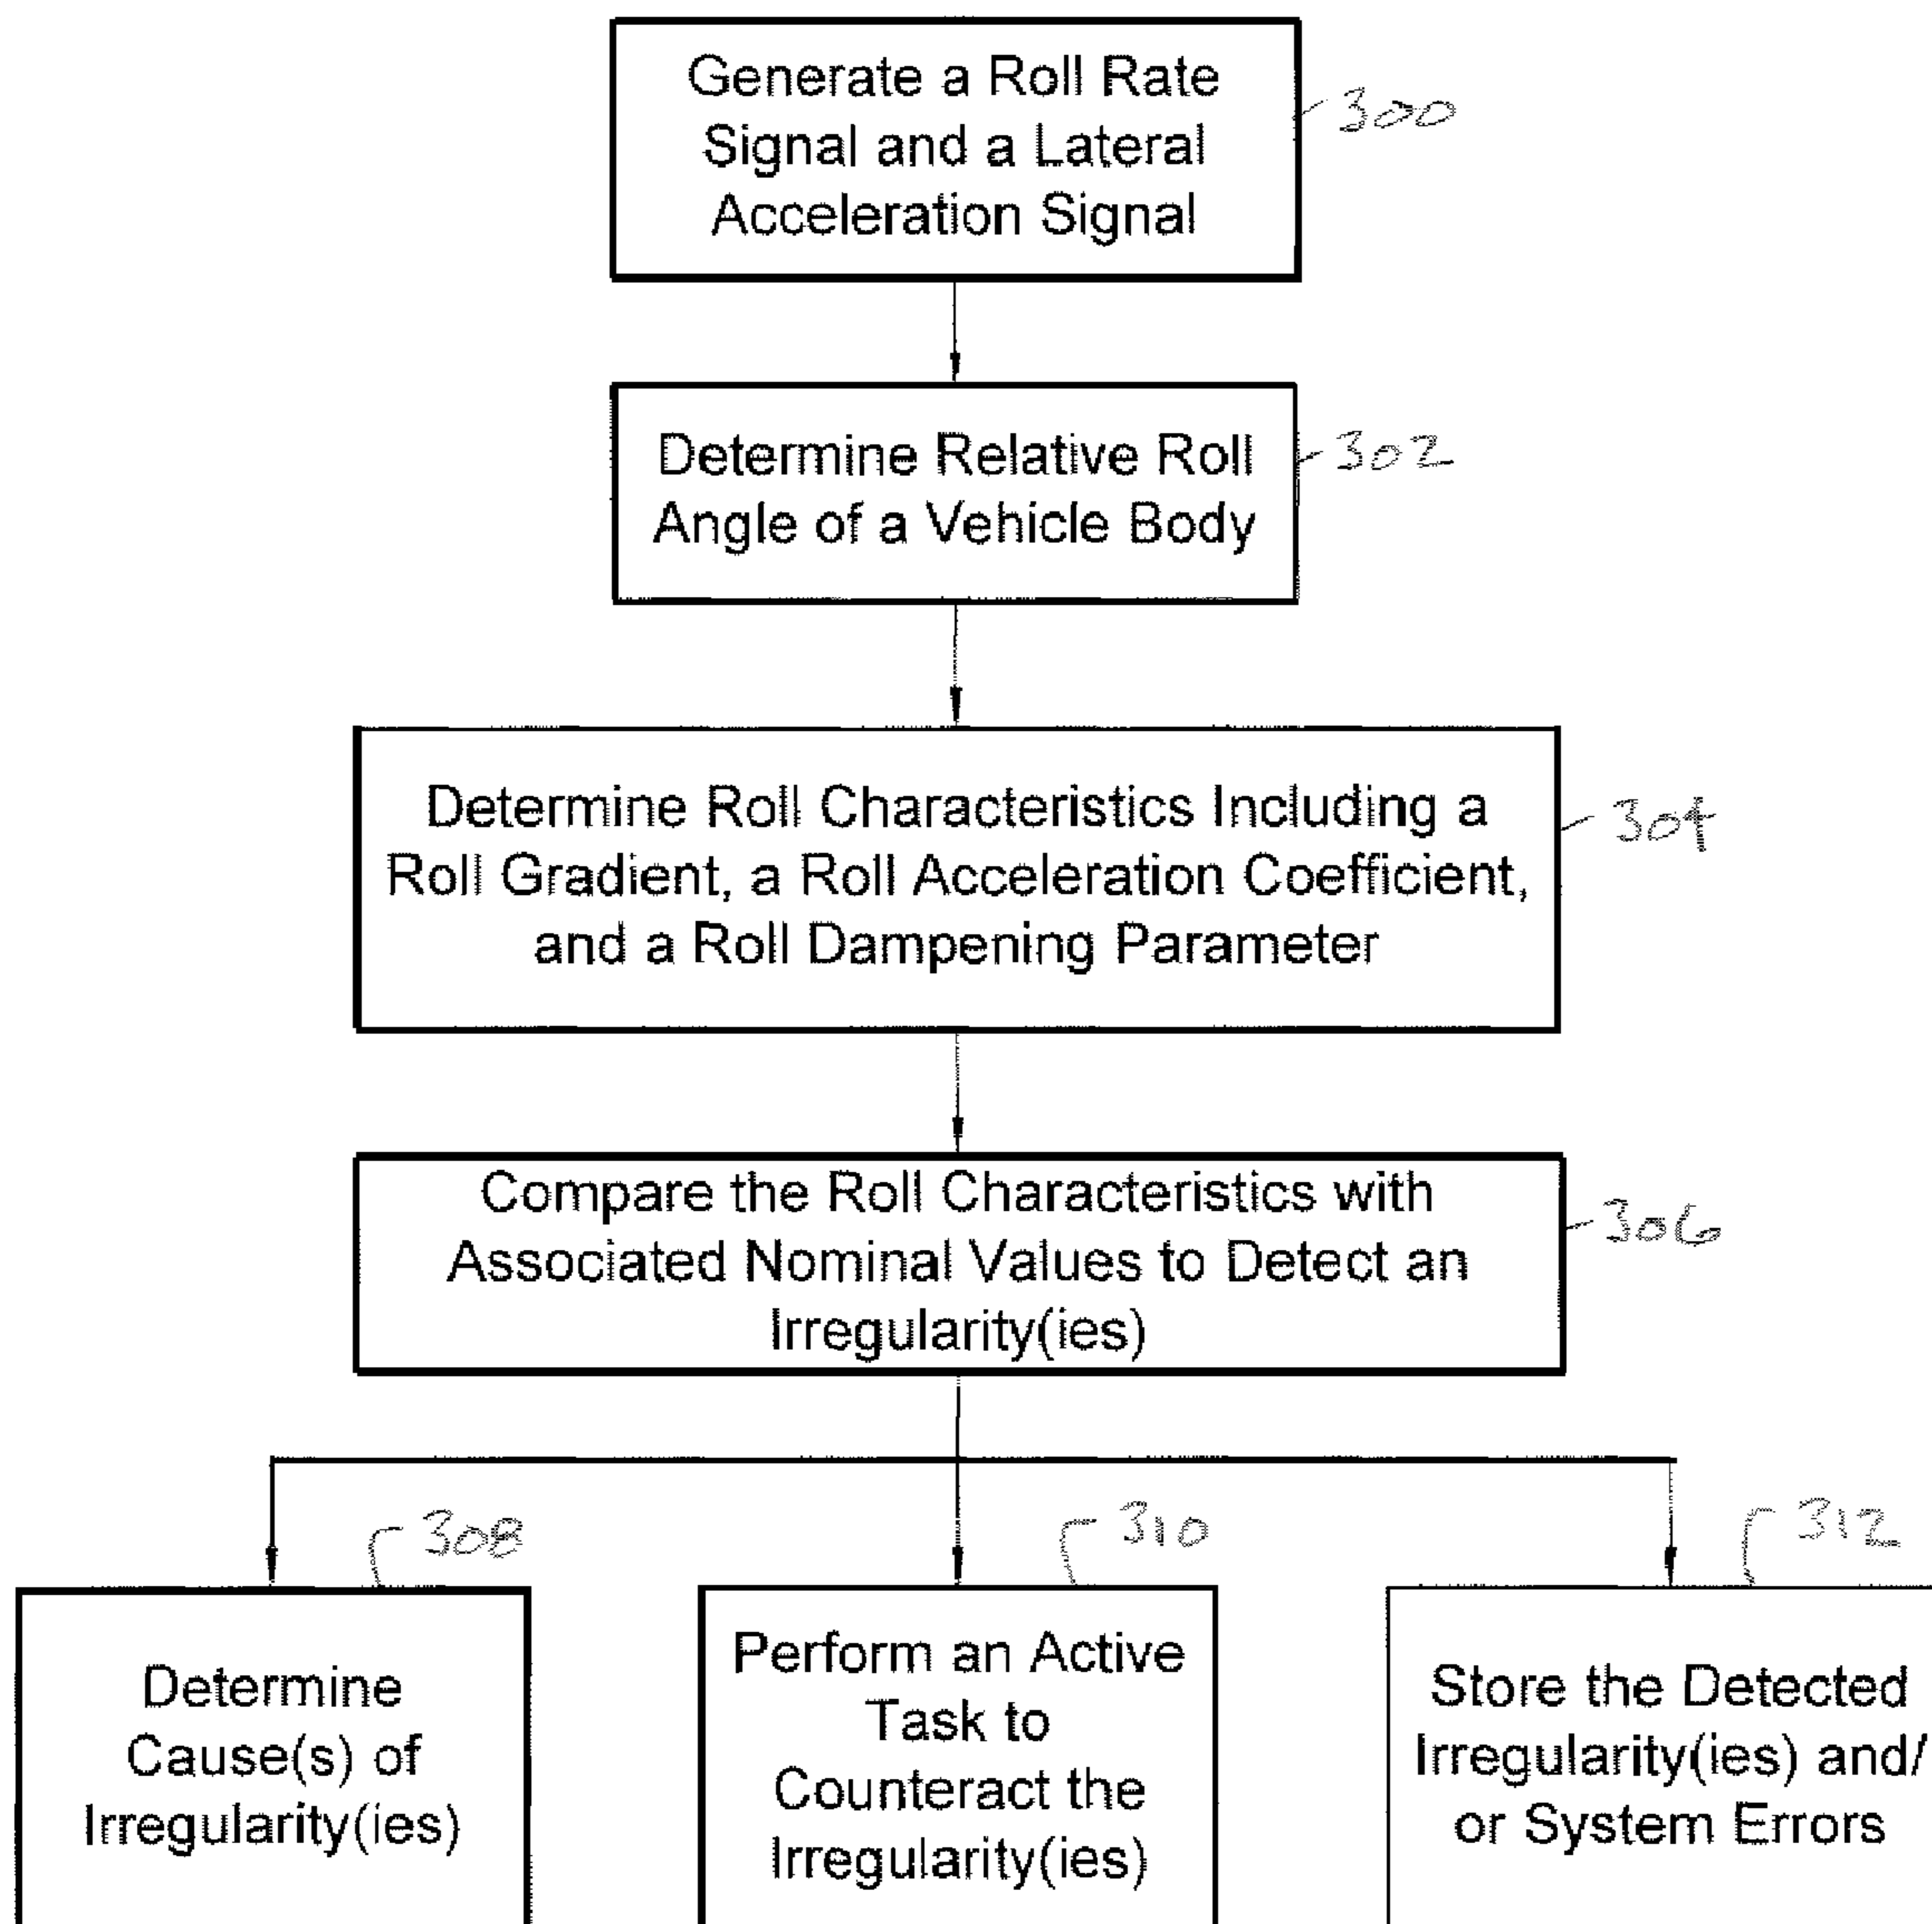 Generate a Roll Rate
Signal and a Lateral
Acceleration Signal
300
Determine Relative Roll
Angle of a Vehicle Body
302
Determine Roll Characteristics Including a
Roll Gradient, a Roll Acceleration Coefficient,
and a Roll Dampening Parameter
304
Compare the Roll Characteristics with
Associated Nominal Values to Detect an
Irregularity(ies)
306
308
Determine
Cause(s) of
Irregularity(ies)
310
Perform an Active
Task to
Counteract the
Irregularity(ies)
312
Store the Detected
Irregularity(ies) and/
or System Errors